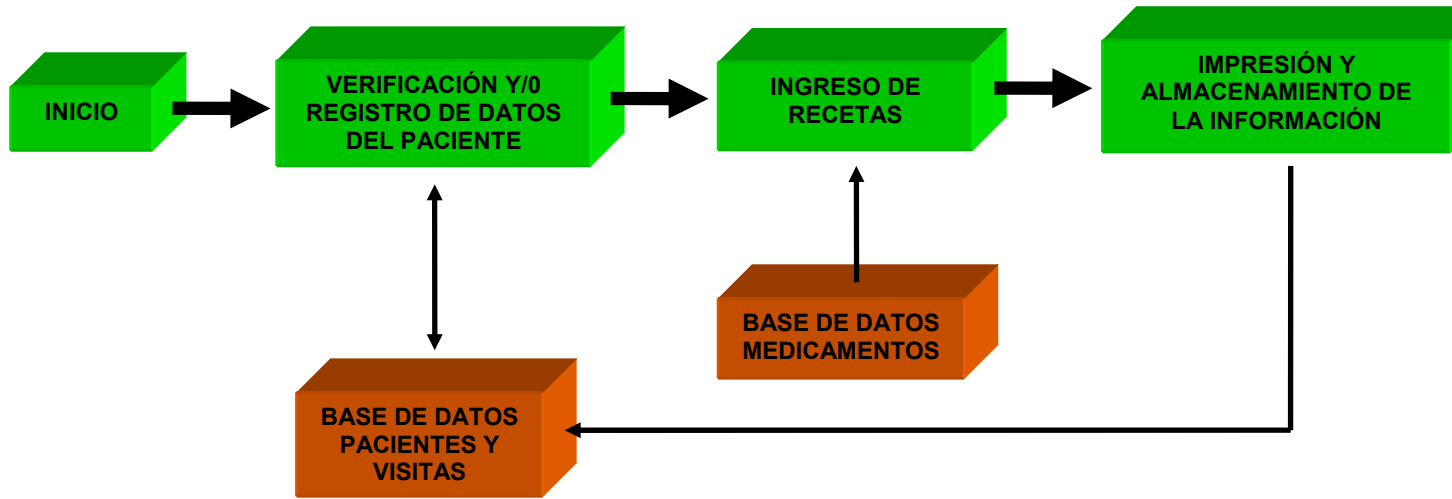 INICIO
VERIFICACIÓN Y/0
REGISTRO DE DATOS
DEL PACIENTE
INGRESO DE
RECETAS
IMPRESIÓN Y
ALMACENAMIENTO DE
LA INFORMACIÓN
BASE DE DATOS
MEDICAMENTOS
BASE DE DATOS
PACIENTES Y
VISITAS